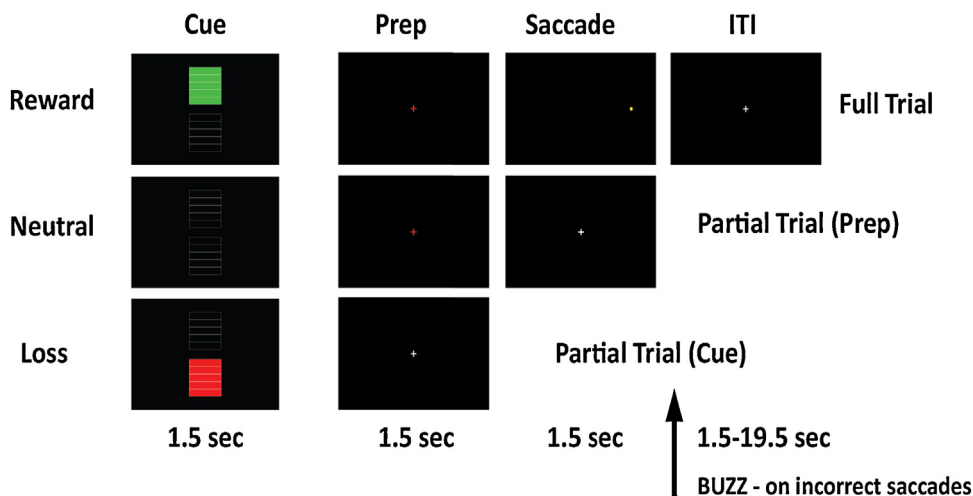 Cue Prep Saccade ITI
Reward Full Trial
Neutral Partial Trial (Prep)
Loss Partial Trial (Cue)
1.5 sec 1.5 sec 1.5 sec 1.5-19.5 sec
BUZZ - on incorrect saccades